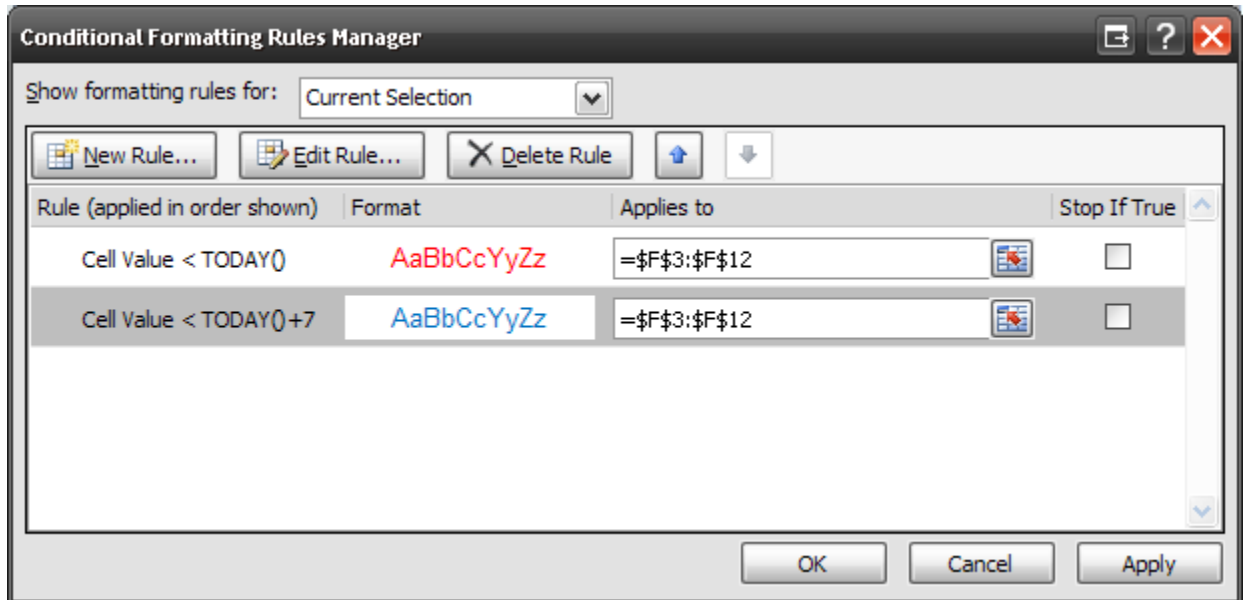 Conditional Formatting Rules Manager
Show formatting rules for: Current Selection
New Rule... Edit Rule... Delete Rule
Rule (applied in order shown) Format Applies to Stop If True
Cell Value < TODAY() AaBbCcYyZz =$F$3:$F$12
Cell Value < TODAY()+7 AaBbCcYyZz =$F$3:$F$12
OK Cancel Apply